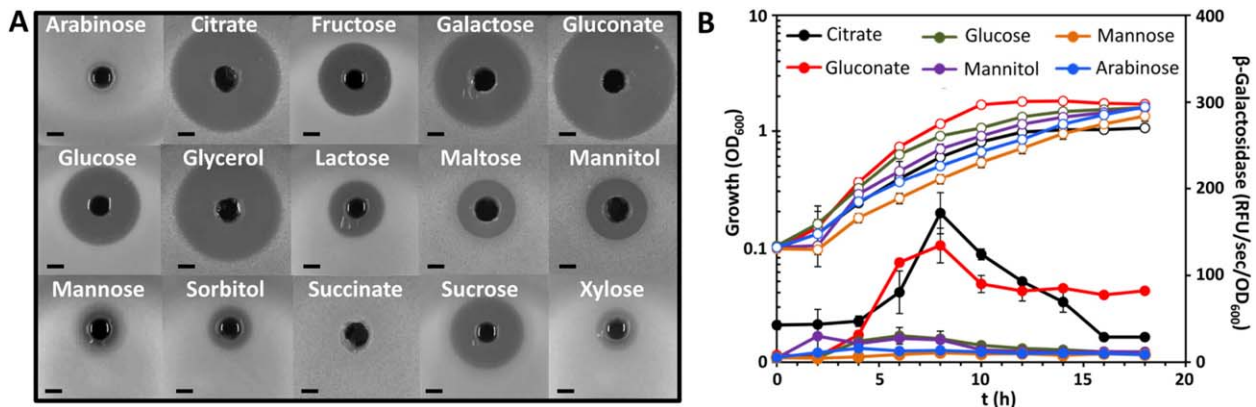 A
Arabinose Citrate Fructose Galactose Gluconate
Glucose Glycerol Lactose Maltose Mannitol
Mannose Sorbitol Succinate Sucrose Xylose
B
10
1
0.1
0
Growth (OD600)
400
300
200
100
0
β-Galactosidase (RFU/sec/OD600)
Citrate Glucose Mannose
Gluconate Mannitol Arabinose
0 5 10 15 20
t (h)